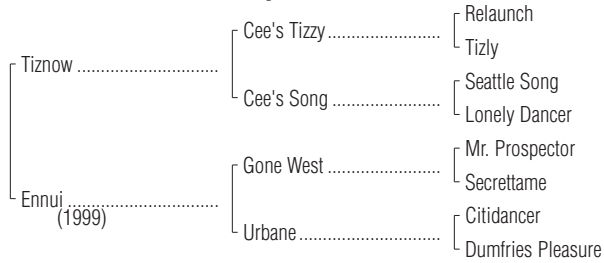 Relaunch
Cee's Tizzy ........................
Tizly
Tiznow ..............................
Seattle Song
Cee's Song ........................
Lonely Dancer
Mr. Prospector
Gone West ........................
Secrettame
Ennui ................................
(1999)
Citidancer
Urbane ..............................
Dumfries Pleasure